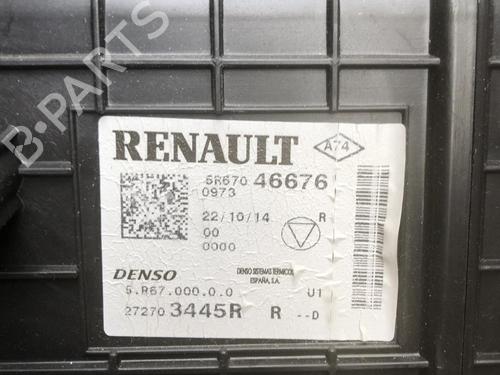 B-PARTS
RENAULT
A74
5R670 46676
0973
22/10/14 R
00
0000
DENSO
DENSO SISTEMAS TERMICOS
ESPAÑA, S.A.
5.R67.000.0.0 U1
27270 3445R R --D